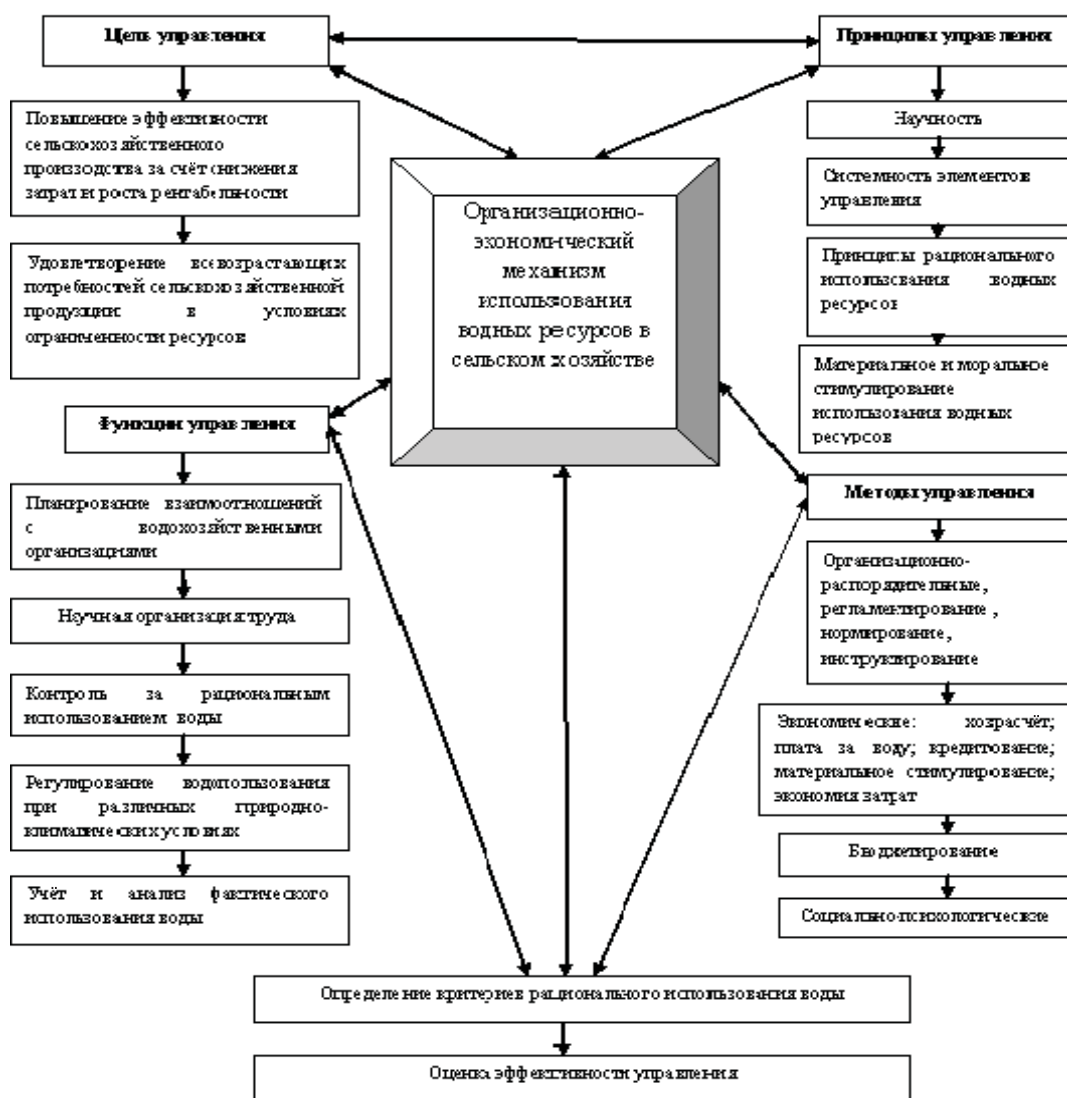 Цель управления
Принципы управления
Повышение эффективности
сельскохозяйственного
производства за счёт снижения
затрат и роста рентабельности
Удовлетворение всевозрастающих
потребностей сельскохозяйственной
продукции в условиях
ограниченности ресурсов
Организационно-
экономический
механизм
использования
водных ресурсов в
сельском хозяйстве
Научность
Системность элементов
управления
Принципы рационального
использования водных
ресурсов
Материальное и моральное
стимулирование
использования водных
ресурсов
Функции управления
Планирование взаимоотношений
с водохозяйственными
организациями
Научная организация труда
Контроль за рациональным
использованием воды
Регулирование водопользования
при различных природно-
климатических условиях
Учёт и анализ фактического
использования воды
Методы управления
Организационно-
распорядительные,
регламентирование,
нормирование,
инструктирование
Экономические: хозрасчёт;
плата за воду; кредитование;
материальное стимулирование;
экономия затрат
Бюджетирование
Социально-психологические
Определение критериев рационального использования воды
Оценка эффективности управления